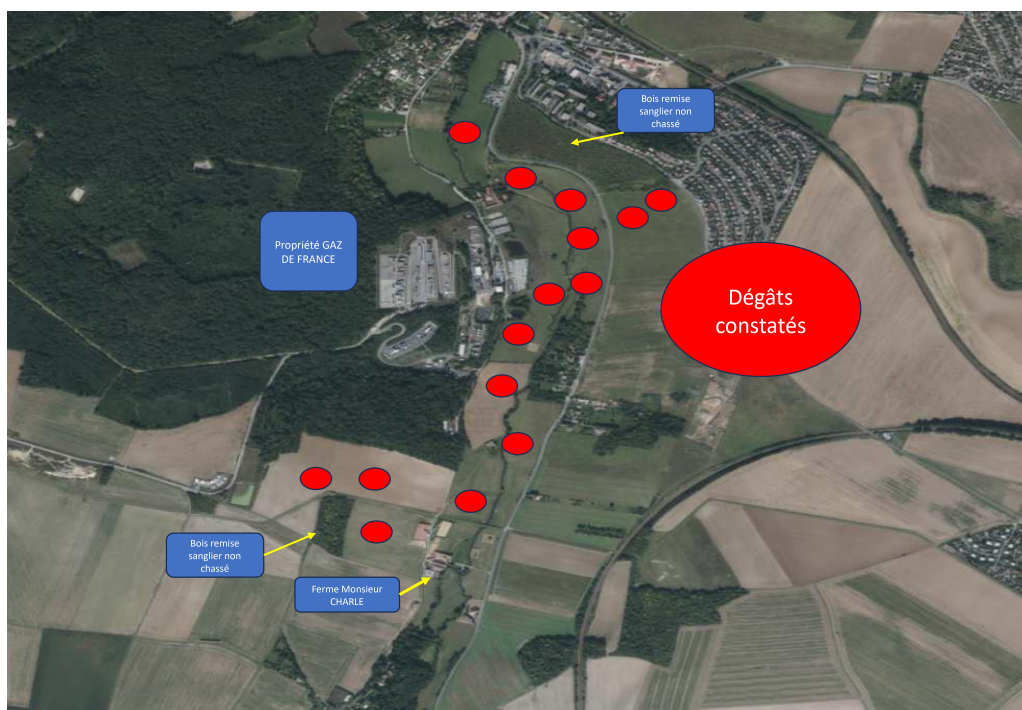 Bois remise
sanglier non
chassé
Propriété GAZ
DE FRANCE
Dégâts
constatés
Bois remise
sanglier non
chassé
Ferme Monsieur
CHARLE